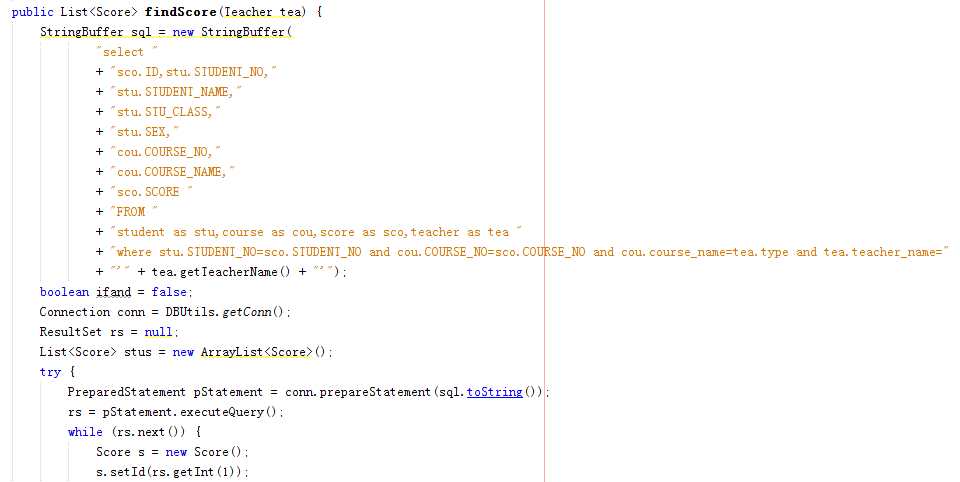 public List<Score> findScore(Teacher tea) {
StringBuffer sql = new StringBuffer(
"select "
+ "sco.ID,stu.STUDENT_NO,"
+ "stu.STUDENT_NAME,"
+ "stu.STU_CLASS,"
+ "stu.SEX,"
+ "cou.COURSE_NO,"
+ "cou.COURSE_NAME,"
+ "sco.SCORE "
+ "FROM "
+ "student as stu,course as cou,score as sco,teacher as tea "
+ "where stu.STUDENT_NO=sco.STUDENT_NO and cou.COURSE_NO=sco.COURSE_NO and cou.course_name=tea.type and tea.teacher_name="
+ "'" + tea.getTeacherName() + "'");
boolean ifand = false;
Connection conn = DBUtils.getConn();
ResultSet rs = null;
List<Score> stus = new ArrayList<Score>();
try {
PreparedStatement pStatement = conn.prepareStatement(sql.toString());
rs = pStatement.executeQuery();
while (rs.next()) {
Score s = new Score();
s.setId(rs.getInt(1));